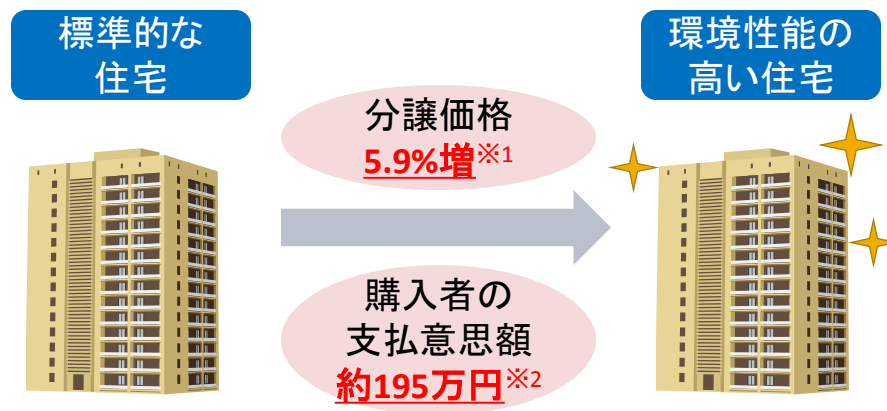 標準的な
住宅
環境性能の
高い住宅
分譲価格
5.9%増※1
購入者の
支払意思額
約195万円※2